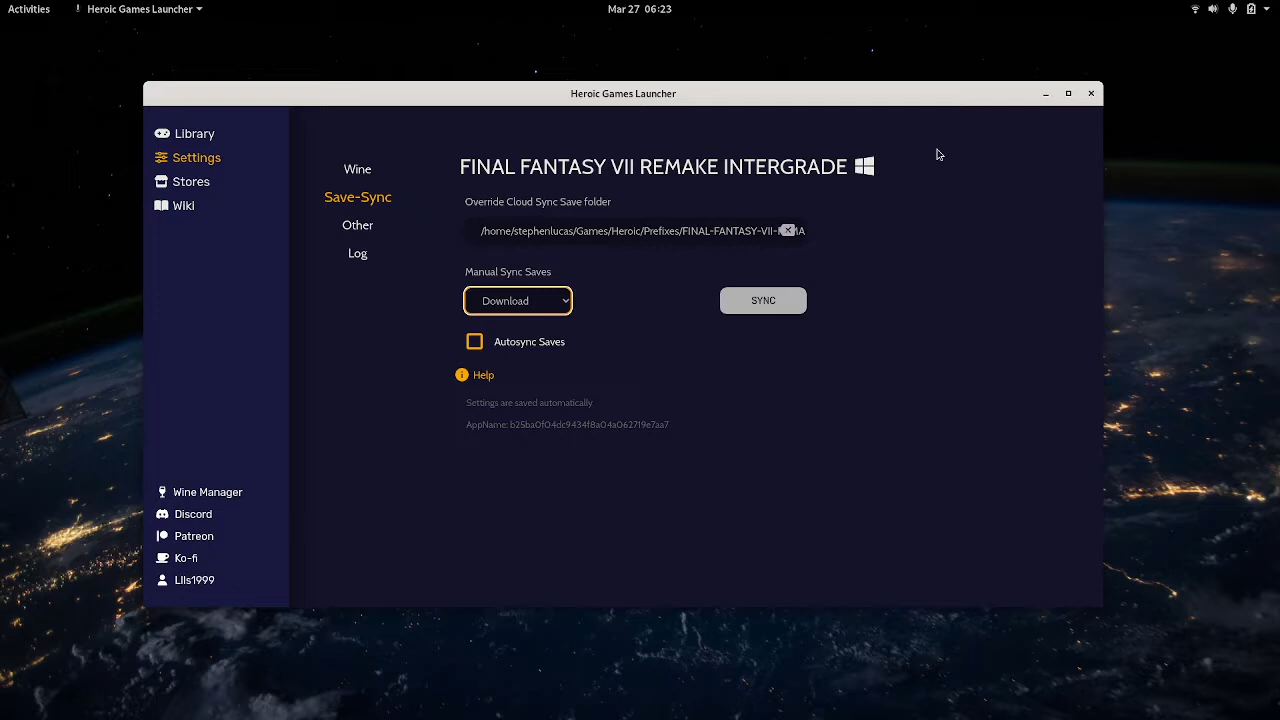 Activities
Heroic Games Launcher
Mar 27 06:23
Heroic Games Launcher
Library
Settings
Stores
Wiki
Wine
Save-Sync
Other
Log
FINAL FANTASY VII REMAKE INTERGRADE
Override Cloud Sync Save folder
/home/stephenlucas/Games/Heroic/Prefixes/FINAL-FANTASY-VII-
Manual Sync Saves
Download
SYNC
Autosync Saves
Help
Settings are saved automatically
AppName: b25ba0f04dc9434f8a04a062719e7aa7
Wine Manager
Discord
Patreon
Ko-fi
Llls1999